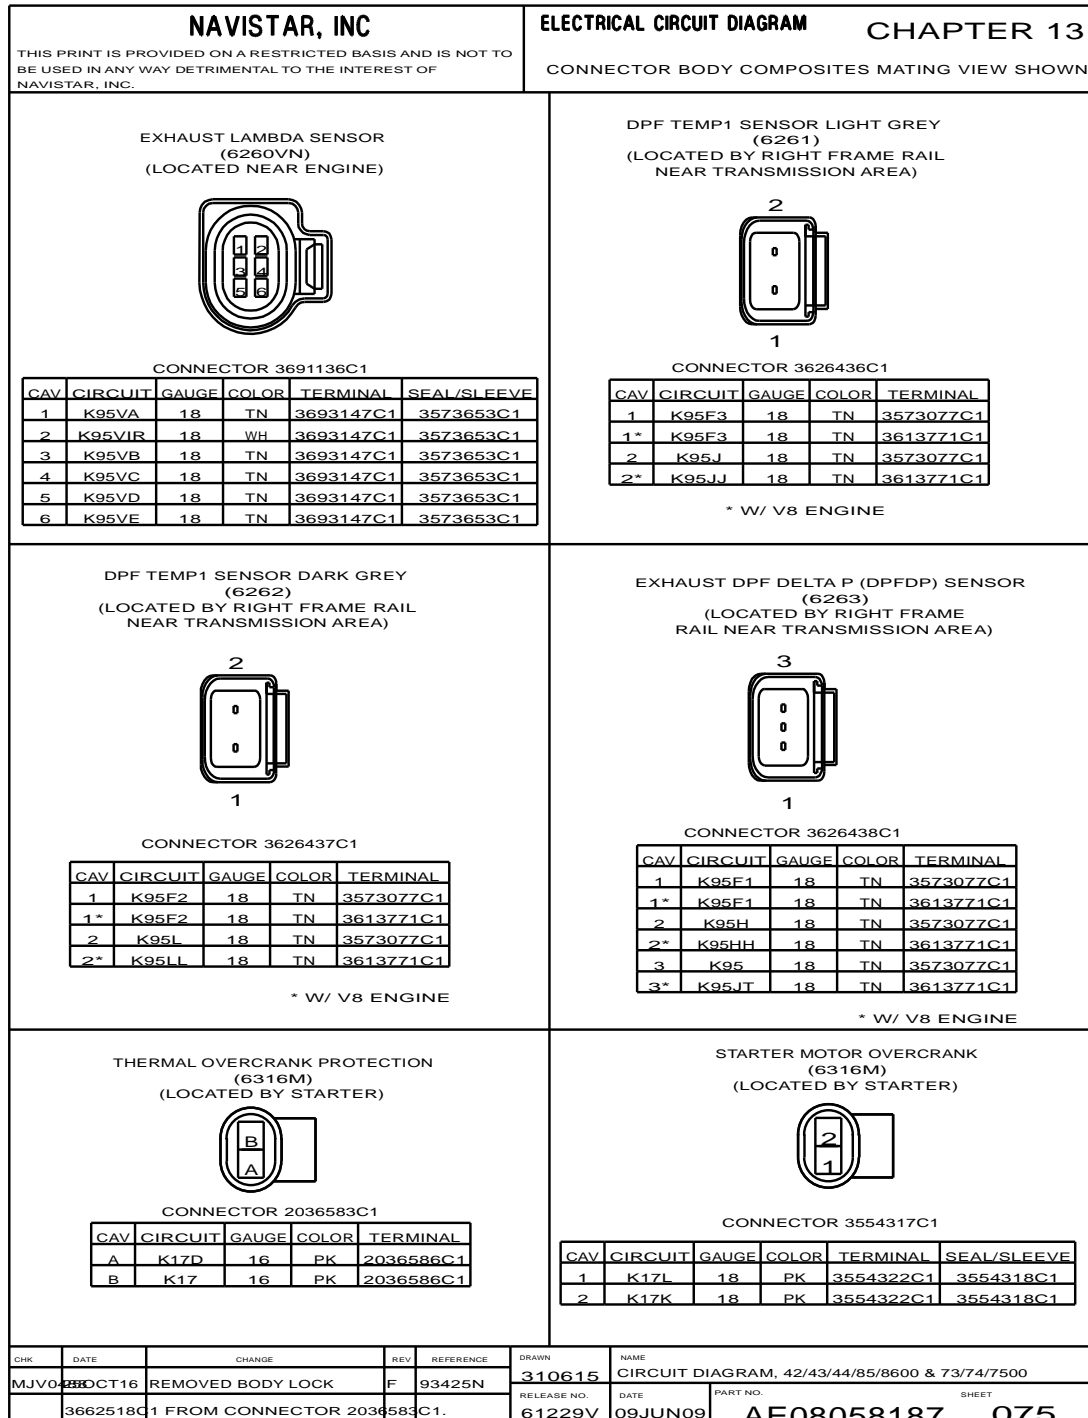 NAVISTAR, INC
THIS PRINT IS PROVIDED ON A RESTRICTED BASIS AND IS NOT TO
BE USED IN ANY WAY DETRIMENTAL TO THE INTEREST OF
NAVISTAR, INC.
ELECTRICAL CIRCUIT DIAGRAM CHAPTER 13
CONNECTOR BODY COMPOSITES MATING VIEW SHOWN
EXHAUST LAMBDA SENSOR
(6260VN)
(LOCATED NEAR ENGINE)
1 2
3 4
5 6
CONNECTOR 3691136C1
CAV CIRCUIT GAUGE COLOR TERMINAL SEAL/SLEEVE
1 K95VA 18 TN 3693147C1 3573653C1
2 K95VIR 18 WH 3693147C1 3573653C1
3 K95VB 18 TN 3693147C1 3573653C1
4 K95VC 18 TN 3693147C1 3573653C1
5 K95VD 18 TN 3693147C1 3573653C1
6 K95VE 18 TN 3693147C1 3573653C1
DPF TEMP1 SENSOR LIGHT GREY
(6261)
(LOCATED BY RIGHT FRAME RAIL
NEAR TRANSMISSION AREA)
2
1
CONNECTOR 3626436C1
CAV CIRCUIT GAUGE COLOR TERMINAL
1 K95F3 18 TN 3573077C1
1* K95F3 18 TN 3613771C1
2 K95J 18 TN 3573077C1
2* K95JJ 18 TN 3613771C1
* W/ V8 ENGINE
DPF TEMP1 SENSOR DARK GREY
(6262)
(LOCATED BY RIGHT FRAME RAIL
NEAR TRANSMISSION AREA)
2
1
CONNECTOR 3626437C1
CAV CIRCUIT GAUGE COLOR TERMINAL
1 K95F2 18 TN 3573077C1
1* K95F2 18 TN 3613771C1
2 K95L 18 TN 3573077C1
2* K95LL 18 TN 3613771C1
* W/ V8 ENGINE
EXHAUST DPF DELTA P (DPFDP) SENSOR
(6263)
(LOCATED BY RIGHT FRAME
RAIL NEAR TRANSMISSION AREA)
3
1
CONNECTOR 3626438C1
CAV CIRCUIT GAUGE COLOR TERMINAL
1 K95F1 18 TN 3573077C1
1* K95F1 18 TN 3613771C1
2 K95H 18 TN 3573077C1
2* K95HH 18 TN 3613771C1
3 K95 18 TN 3573077C1
3* K95JT 18 TN 3613771C1
* W/ V8 ENGINE
THERMAL OVERCRANK PROTECTION
(6316M)
(LOCATED BY STARTER)
B
A
CONNECTOR 2036583C1
CAV CIRCUIT GAUGE COLOR TERMINAL
A K17D 16 PK 2036586C1
B K17 16 PK 2036586C1
STARTER MOTOR OVERCRANK
(6316M)
(LOCATED BY STARTER)
2
1
CONNECTOR 3554317C1
CAV CIRCUIT GAUGE COLOR TERMINAL SEAL/SLEEVE
1 K17L 18 PK 3554322C1 3554318C1
2 K17K 18 PK 3554322C1 3554318C1
CHK DATE CHANGE REV REFERENCE
REMOVED BODY LOCK F 93425N
3662518C1 FROM CONNECTOR 2036583C1.
DRAWN
310615
NAME
CIRCUIT DIAGRAM, 42/43/44/85/8600 & 73/74/7500
RELEASE NO. DATE PART NO. SHEET
61229V 09JUN09 AE08058187 075